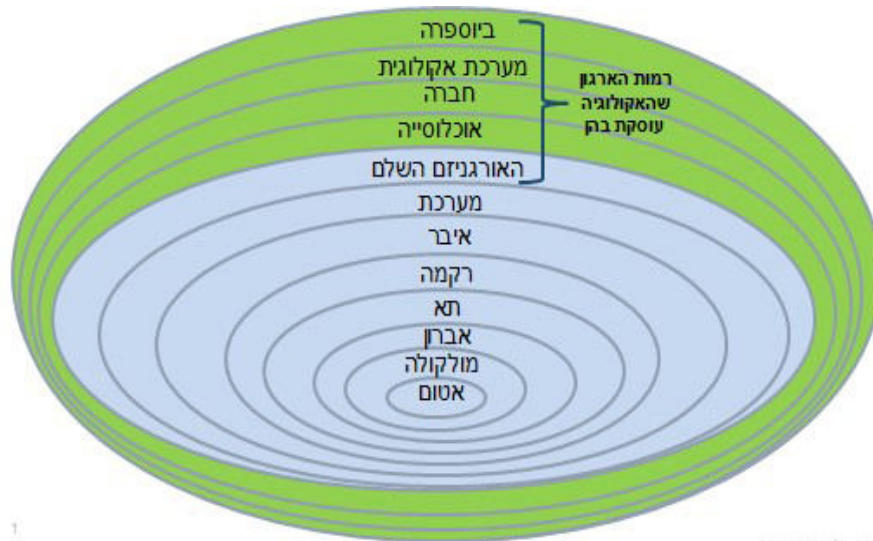 ביוספרה
מערכת אקולוגית
חברה
אוכלוסייה
האורגניזם השלם
מערכת
איבר
רקמה
תא
אברון
מולקולה
אטום
רמות הארגון
שהאקולוגיה
עוסקת בהן
1